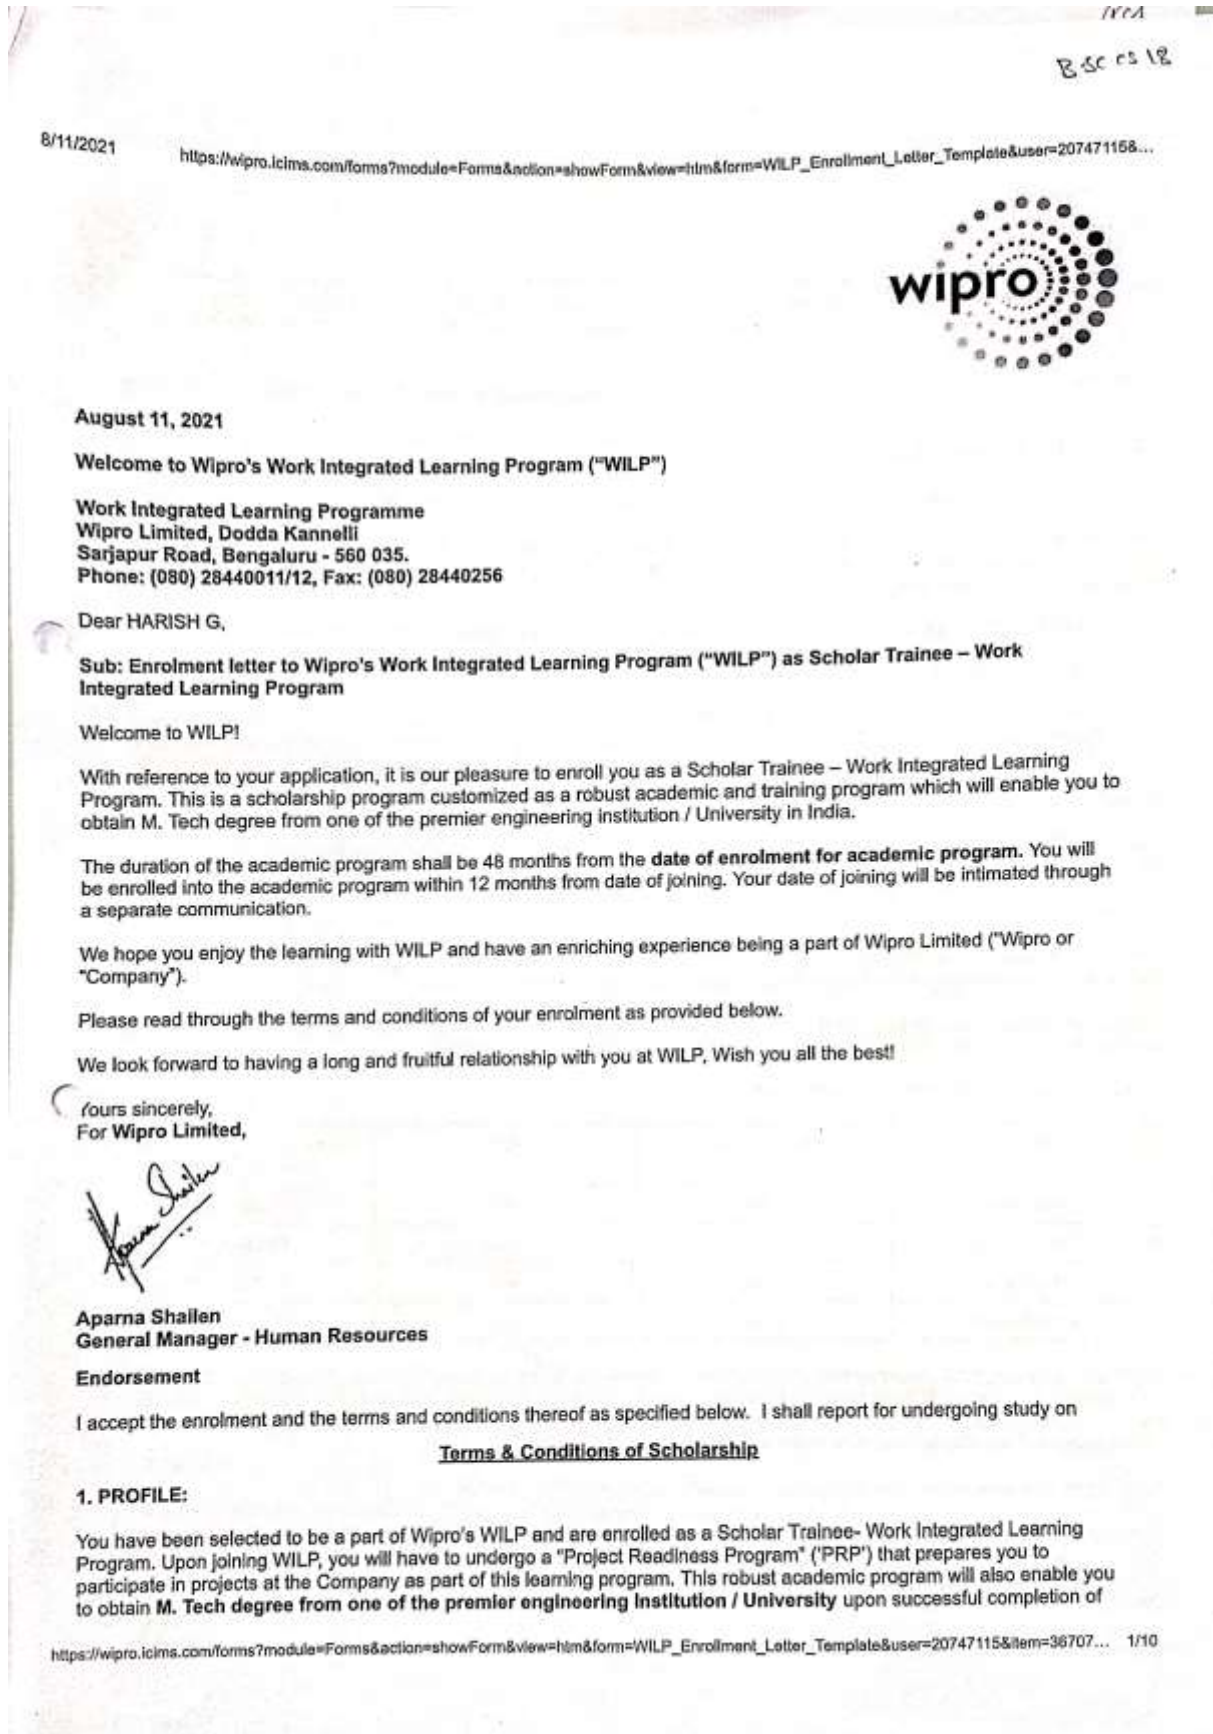 B.sc cs 18
8/11/2021
https://wipro.icims.com/forms?module=Forms&action=showForm&view=htm&form=WILP_Enrollment_Letter_Template&user=207471158...
wipro
August 11, 2021
Welcome to Wipro's Work Integrated Learning Program ("WILP")
Work Integrated Learning Programme
Wipro Limited, Dodda Kannelli
Sarjapur Road, Bengaluru - 560 035.
Phone: (080) 28440011/12, Fax: (080) 28440256
Dear HARISH G,
Sub: Enrolment letter to Wipro's Work Integrated Learning Program ("WILP") as Scholar Trainee – Work
Integrated Learning Program
Welcome to WILP!
With reference to your application, it is our pleasure to enroll you as a Scholar Trainee – Work Integrated Learning
Program. This is a scholarship program customized as a robust academic and training program which will enable you to
obtain M. Tech degree from one of the premier engineering institution / University in India.
The duration of the academic program shall be 48 months from the date of enrolment for academic program. You will
be enrolled into the academic program within 12 months from date of joining. Your date of joining will be intimated through
a separate communication.
We hope you enjoy the learning with WILP and have an enriching experience being a part of Wipro Limited ("Wipro or
"Company").
Please read through the terms and conditions of your enrolment as provided below.
We look forward to having a long and fruitful relationship with you at WILP, Wish you all the best!
Yours sincerely,
For Wipro Limited,
Aparna Shailen
Aparna Shailen
General Manager - Human Resources
Endorsement
I accept the enrolment and the terms and conditions thereof as specified below. I shall report for undergoing study on
Terms & Conditions of Scholarship
1. PROFILE:
You have been selected to be a part of Wipro's WILP and are enrolled as a Scholar Trainee- Work Integrated Learning
Program. Upon joining WILP, you will have to undergo a "Project Readiness Program" ('PRP') that prepares you to
participate in projects at the Company as part of this learning program. This robust academic program will also enable you
to obtain M. Tech degree from one of the premier engineering Institution / University upon successful completion of
https://wipro.icims.com/forms?module=Forms&action=showForm&view=htm&form=WILP_Enrollment_Letter_Template&user=20747115&item=36707... 1/10